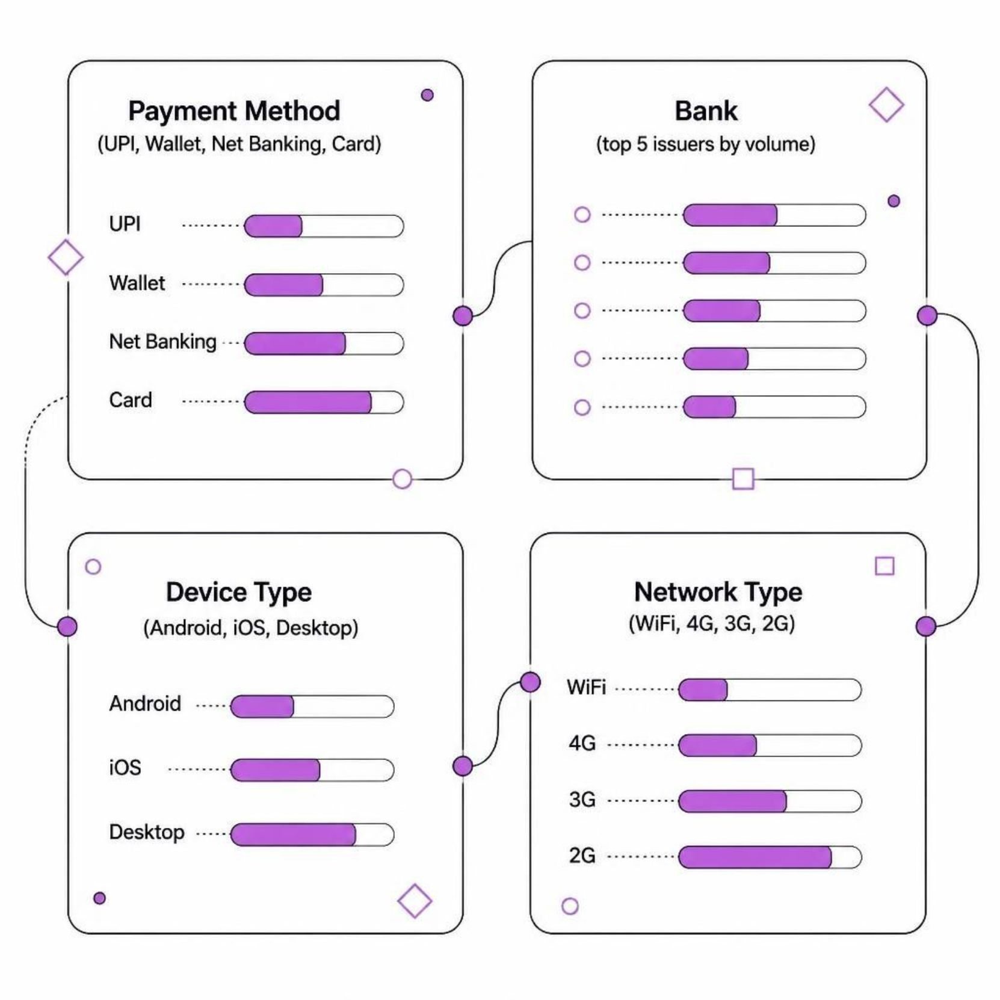 Payment Method
(UPI, Wallet, Net Banking, Card)
UPI
Wallet
Net Banking
Card
Bank
(top 5 issuers by volume)
Device Type
(Android, iOS, Desktop)
Android
iOS
Desktop
Network Type
(WiFi, 4G, 3G, 2G)
WiFi
4G
3G
2G